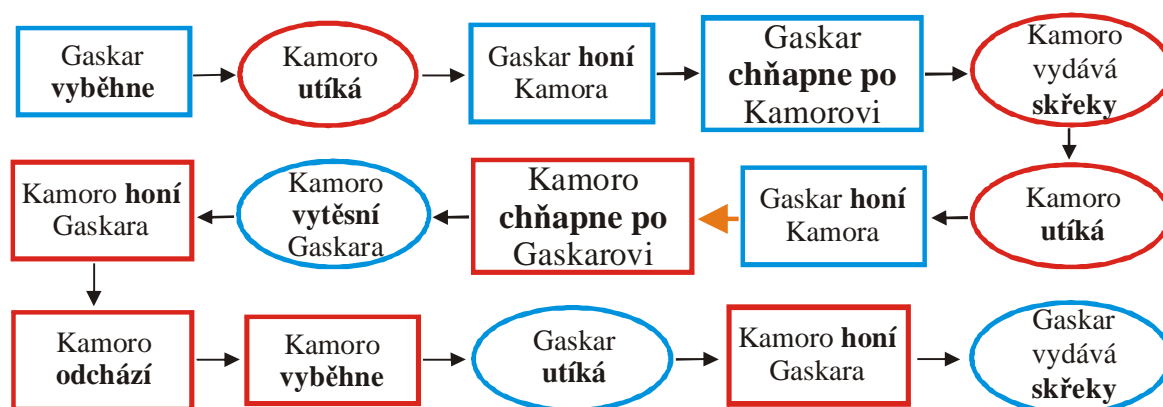 Gaskar
vyběhne
Kamoro
utíká
Gaskar honí
Kamora
Gaskar
chňapne po
Kamorovi
Kamoro
vydává
skřeky
Kamoro
utíká
Gaskar honí
Kamora
Kamoro
chňapne po
Gaskarovi
Kamoro
vytěsní
Gaskara
Kamoro honí
Gaskara
Kamoro
odchází
Kamoro
vyběhne
Gaskar
utíká
Kamoro honí
Gaskara
Gaskar
vydává
skřeky